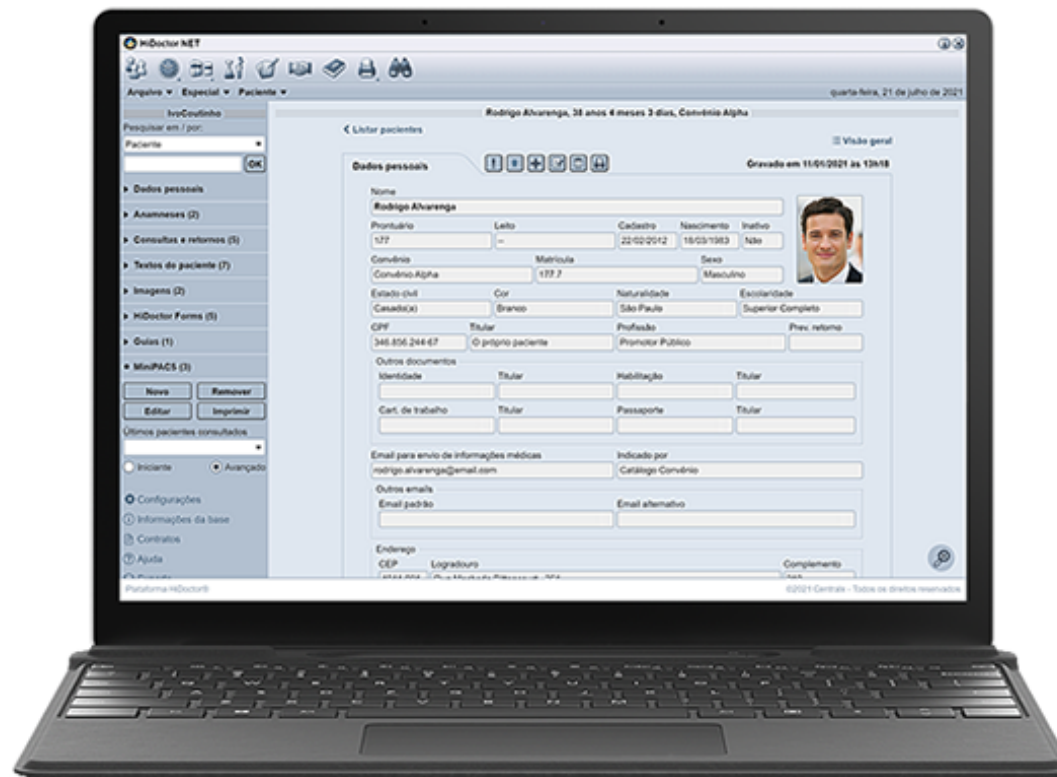 HiDoctor NET
Arquivo Especial Paciente quarta-feira, 21 de julho de 2021
IvoCoutinho
Rodrigo Alvarenga, 38 anos 4 meses 3 dias, Convênio Alpha
Pesquisar em / por:
Paciente
OK
Dados pessoais
Anamneses (2)
Consultas e retornos (5)
Textos do paciente (7)
Imagens (2)
HiDoctor Forms (5)
Guias (1)
MiniPACS (3)
Novo Remover
Editar Imprimir
Últimos pacientes consultados
Iniciante Avançado
Configurações
Informações da base
Contratos
Ajuda
Listar pacientes
Visão geral
Dados pessoais Gravado em 11/01/2021 às 13h18
Nome
Rodrigo Alvarenga
Prontuário Leito Cadastro Nascimento Inativo
177 -- 22/02/2012 18/03/1983 Não
Convênio Matrícula Sexo
Convênio Alpha 177.7 Masculino
Estado civil Cor Naturalidade Escolaridade
Casado(a) Branco São Paulo Superior Completo
CPF Titular Profissão Prev. retorno
346.856.244-67 O próprio paciente Promotor Público
Outros documentos
Identidade Titular Habilitação Titular
Cart. de trabalho Titular Passaporte Titular
Email para envio de informações médicas Indicado por
rodrigo.alvarenga@email.com Catálogo Convênio
Outros emails
Email padrão Email alternativo
Endereço
CEP Logradouro Complemento
Plataforma HiDoctor® ©2021 Centralx - Todos os direitos reservados